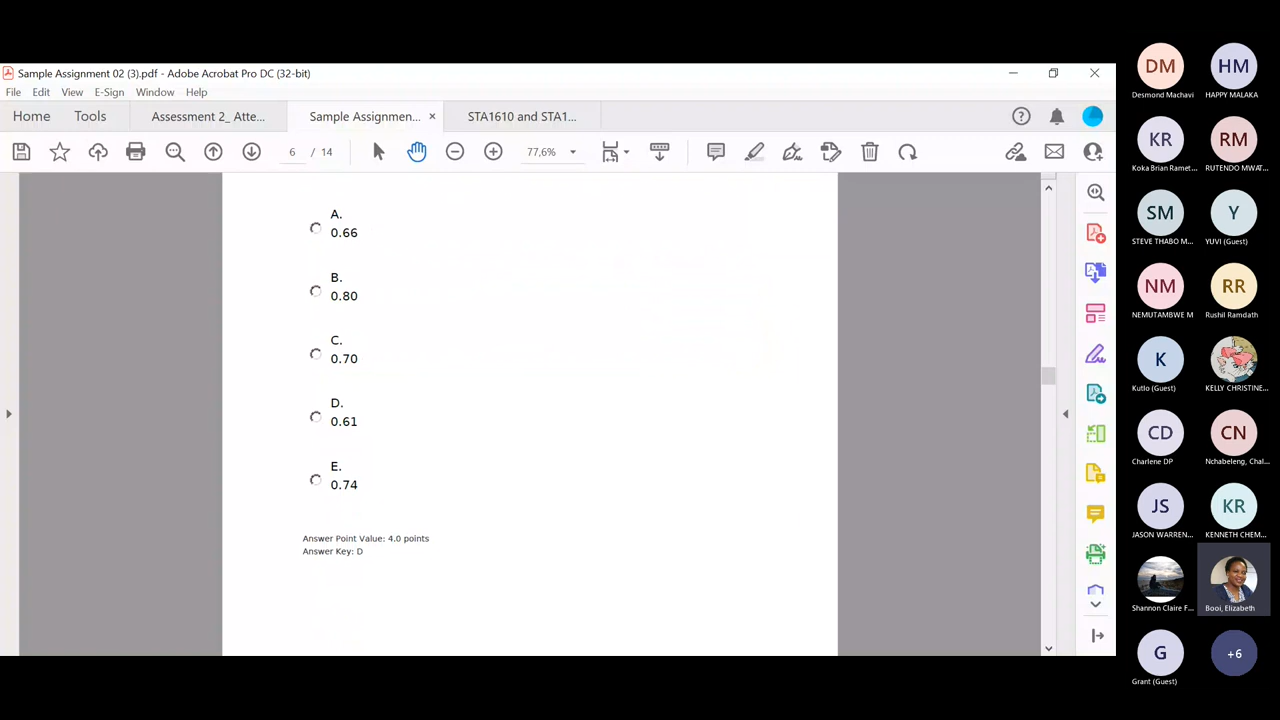 Sample Assignment 02 (3).pdf - Adobe Acrobat Pro DC (32-bit)
File Edit View E-Sign Window Help
Home Tools Assessment 2_ Atte... Sample Assignmen... × STA1610 and STA1...
6 / 14 77,6%
A.
0.66
B.
0.80
C.
0.70
D.
0.61
E.
0.74
Answer Point Value: 4.0 points
Answer Key: D
DM HM
Desmond Machavi HAPPY MALAKA
KR RM
Koka Brian Ramet... RUTENDO MWAT...
SM Y
STEVE THABO M... YUVI (Guest)
NM RR
NEMUTAMBWE M Rushil Ramdath
K
Kutlo (Guest) KELLY CHRISTINE...
CD CN
Charlene DP Nchabeleng, Chal...
JS KR
JASON WARREN... KENNETH CHEM...
Shannon Claire F... Booi, Elizabeth
G +6
Grant (Guest)